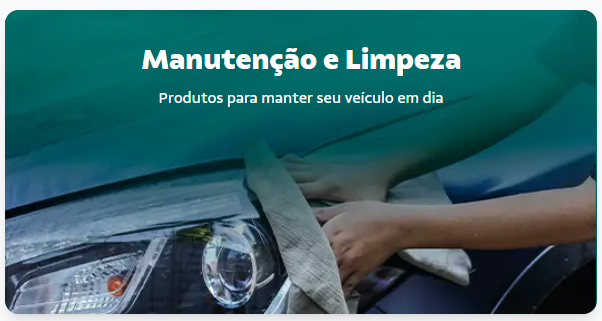 Manutenção e Limpeza
Produtos para manter seu veículo em dia